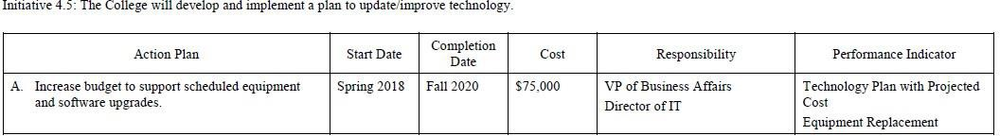 Initiative 4.5: The College will develop and implement a plan to update/improve technology.
Action Plan
Start Date
Completion
Date
Cost
Responsibility
Performance Indicator
A. Increase budget to support scheduled equipment
and software upgrades.
Spring 2018
Fall 2020
$75,000
VP of Business Affairs
Director of IT
Technology Plan with Projected
Cost
Equipment Replacement